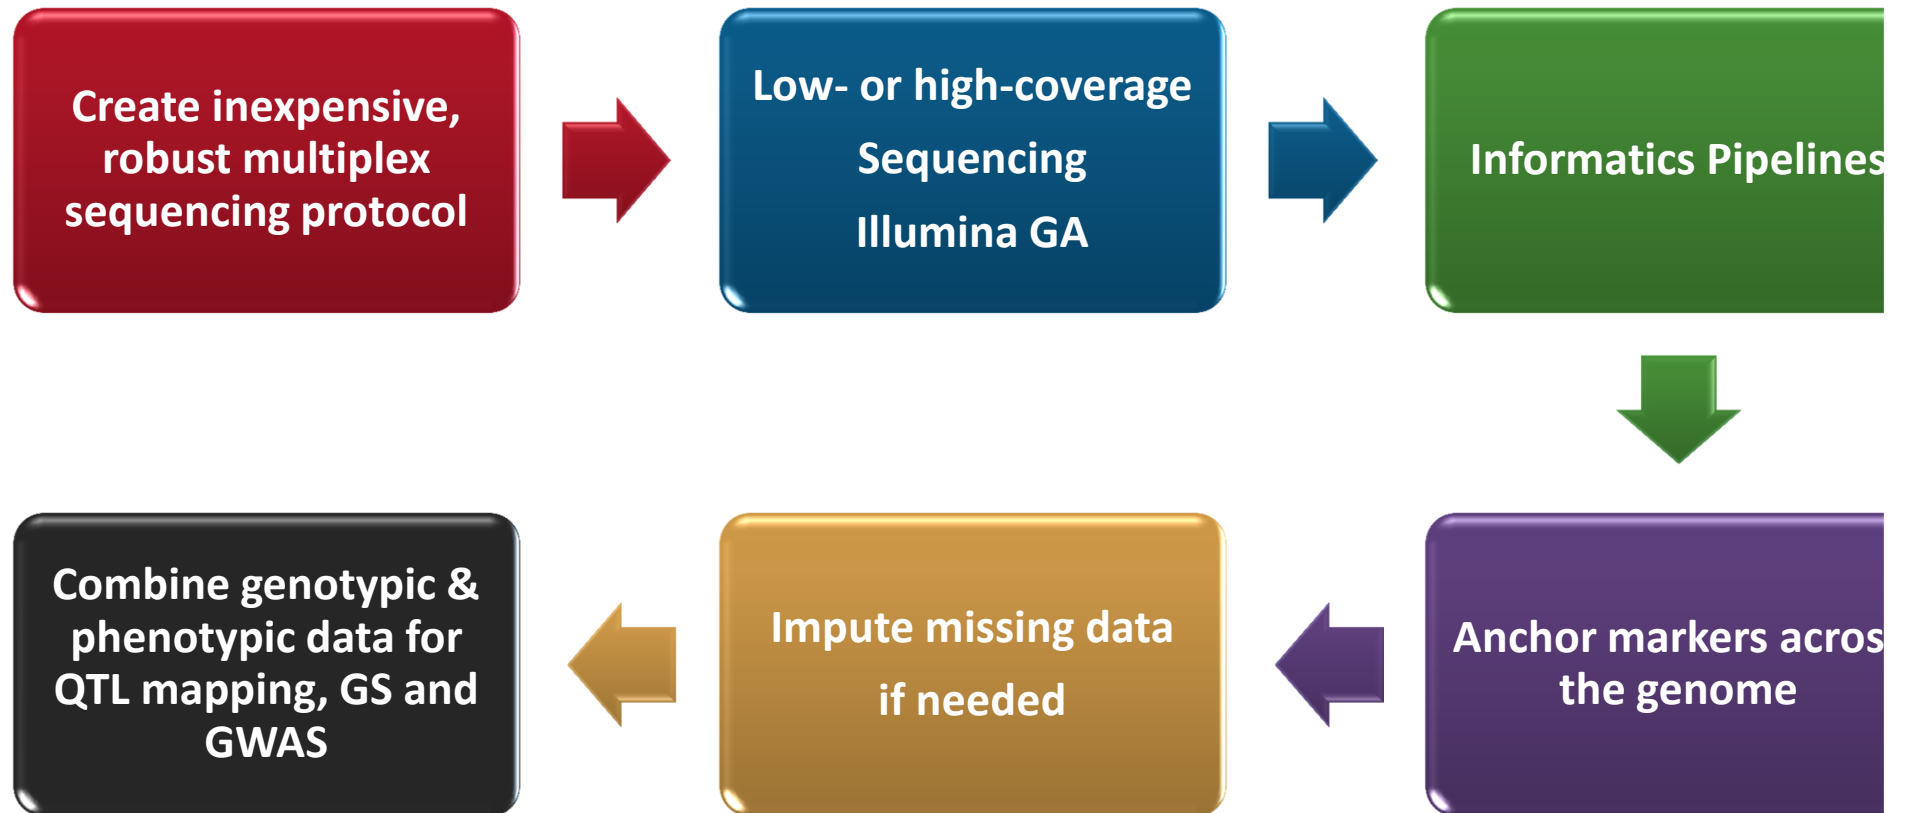 Create inexpensive,
robust multiplex
sequencing protocol
Low- or high-coverage
Sequencing
Illumina GA
Informatics Pipelines
Anchor markers acros
the genome
Impute missing data
if needed
Combine genotypic &
phenotypic data for
QTL mapping, GS and
GWAS